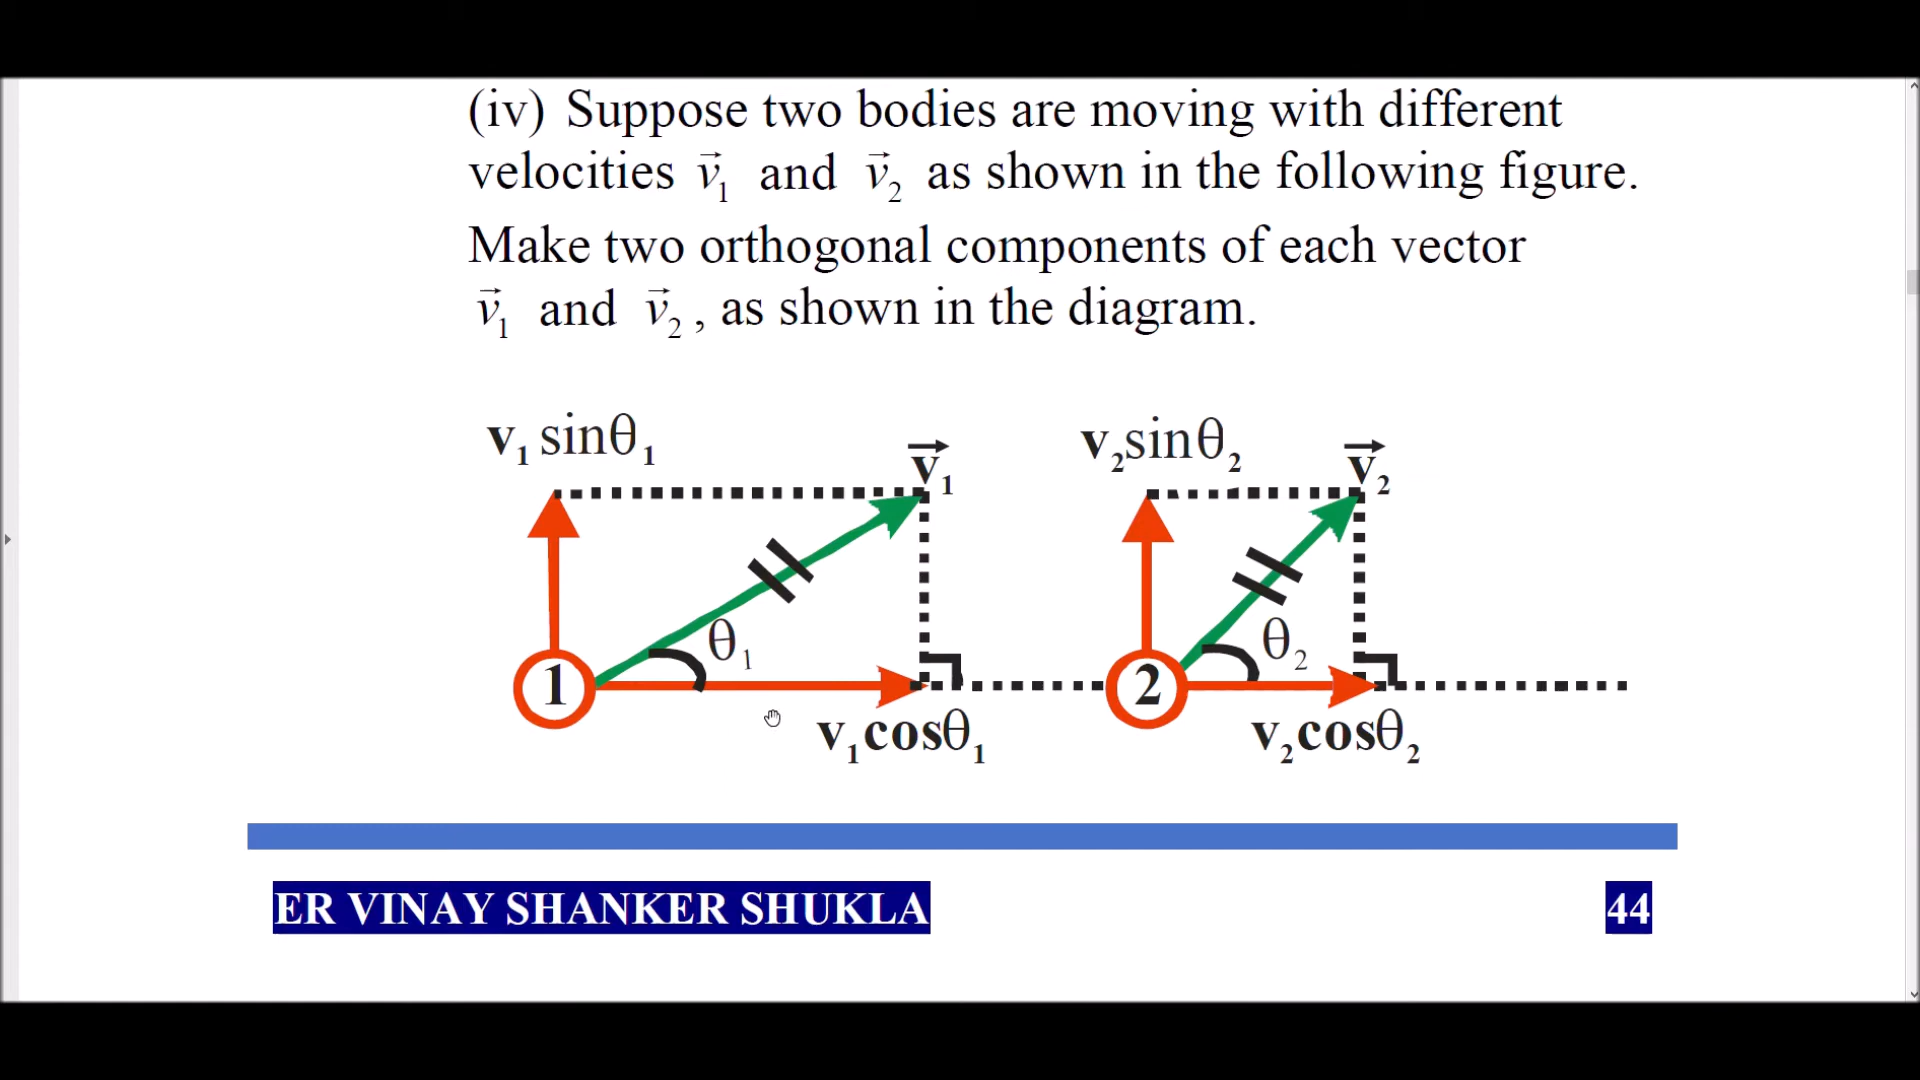 (iv) Suppose two bodies are moving with different
velocities v⃗₁ and v⃗₂ as shown in the following figure.
Make two orthogonal components of each vector
v⃗₁ and v⃗₂, as shown in the diagram.
v₁ sinθ₁ v⃗₁ v₂sinθ₂ v⃗₂
θ₁ θ₂
1 2
v₁cosθ₁ v₂cosθ₂
ER VINAY SHANKER SHUKLA 44